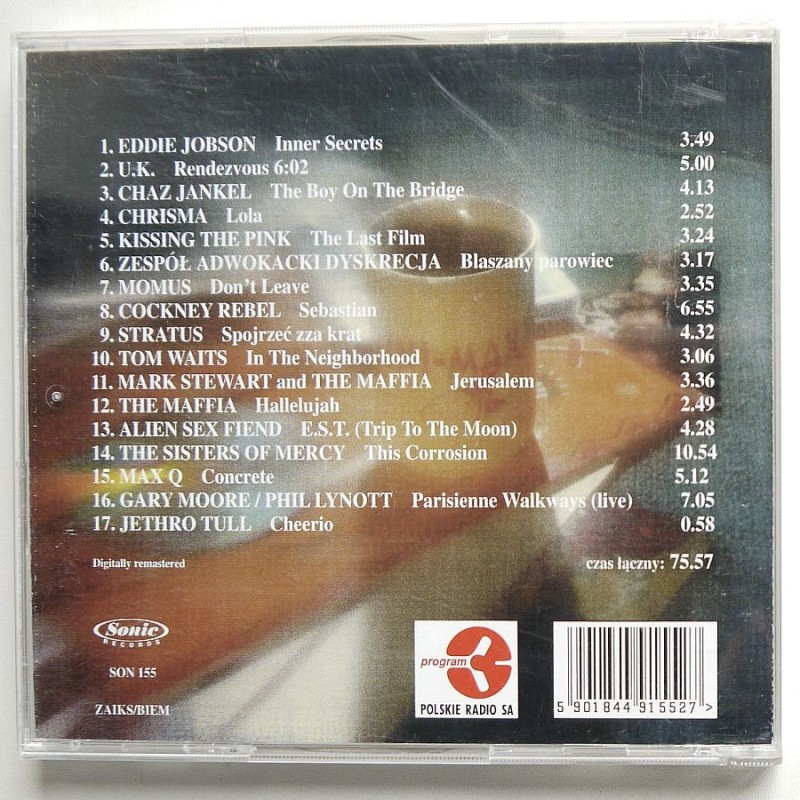 1. EDDIE JOBSON Inner Secrets 3.49
2. U.K. Rendezvous 6:02 5.00
3. CHAZ JANKEL The Boy On The Bridge 4.13
4. CHRISMA Lola 2.52
5. KISSING THE PINK The Last Film 3.24
6. ZESPÓŁ ADWOKACKI DYSKRECJA Blaszany parowiec 3.17
7. MOMUS Don't Leave 3.35
8. COCKNEY REBEL Sebastian 6.55
9. STRATUS Spojrzeć zza krat 4.32
10. TOM WAITS In The Neighborhood 3.06
11. MARK STEWART and THE MAFFIA Jerusalem 3.36
12. THE MAFFIA Hallelujah 2.49
13. ALIEN SEX FIEND E.S.T. (Trip To The Moon) 4.28
14. THE SISTERS OF MERCY This Corrosion 10.54
15. MAX Q Concrete 5.12
16. GARY MOORE / PHIL LYNOTT Parisienne Walkways (live) 7.05
17. JETHRO TULL Cheerio 0.58
Digitally remastered czas łączny: 75.57
Sonic
RECORDS
SON 155
ZAIKS/BIEM
program
POLSKIE RADIO SA
5 901844 915527 >